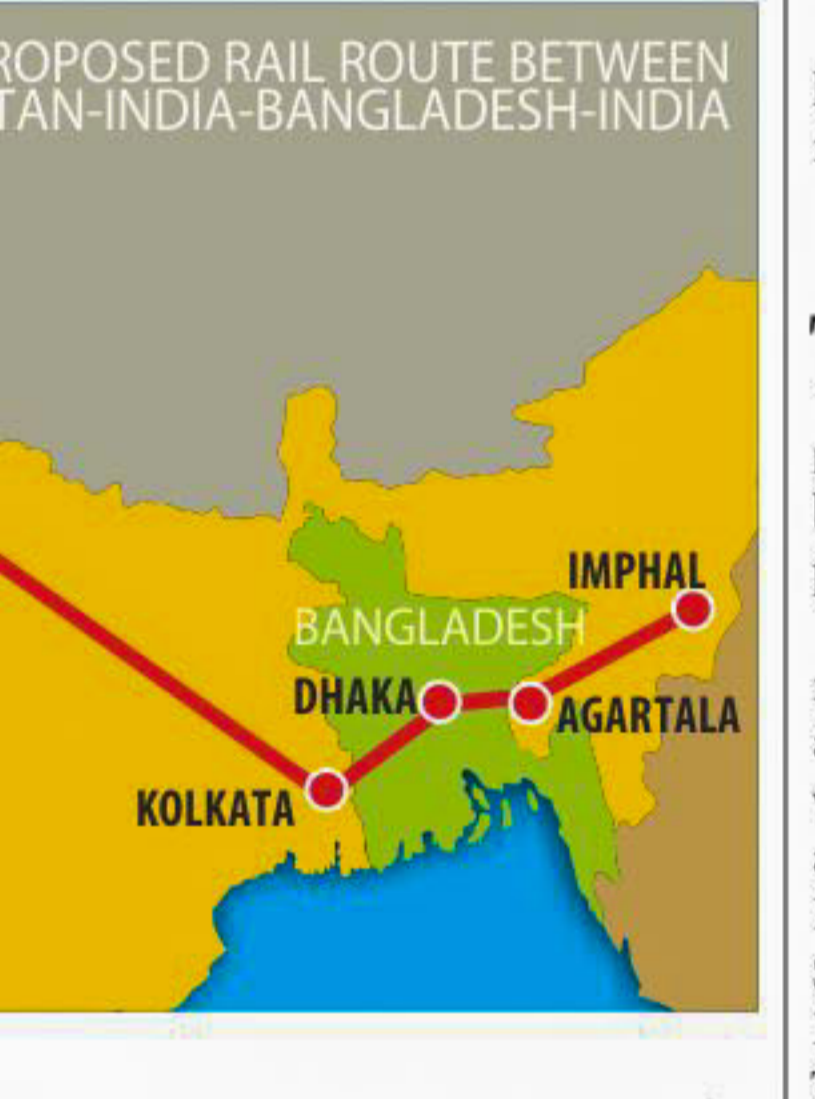 ROPOSED RAIL ROUTE BETWEEN
TAN-INDIA-BANGLADESH-INDIA
IMPHAL
BANGLADESH
DHAKA
AGARTALA
KOLKATA